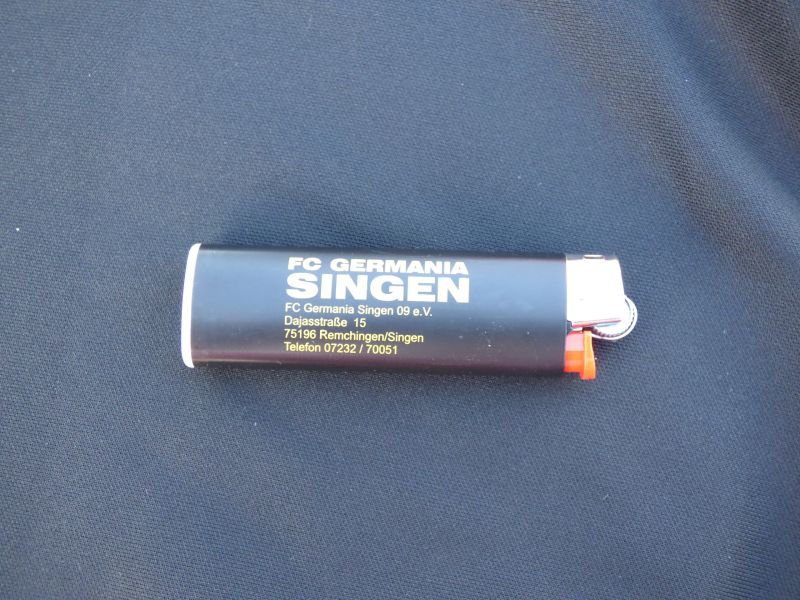 FC GERMANIA
SINGEN
FC Germania Singen 09 e.V.
Dajasstraße 15
75196 Remchingen/Singen
Telefon 07232 / 70051